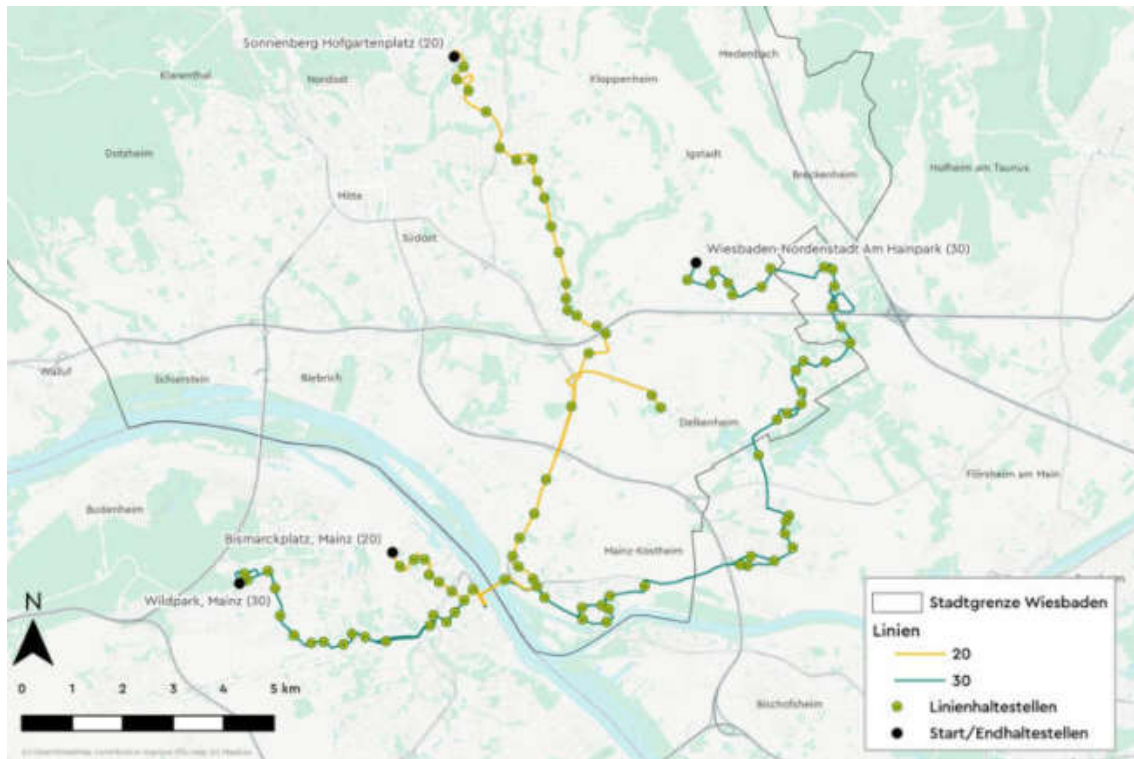 Sonnenberg Hofgartenplatz (20)
Medenbach
Klarenthal
Nordost
Kloppenheim
Dotzheim
Igstadt
Breckenheim
Hofheim am Taunus
Mitte
Südost
Wiesbaden-Nordenstadt Am Hainpark (30)
Walluf
Schierstein
Biebrich
Delkenheim
Flörsheim am Main
Budenheim
Bismarckplatz, Mainz (20)
Mainz-Kostheim
Wildpark, Mainz (30)
Bischofsheim
N
0 1 2 3 4 5 km
Stadtgrenze Wiesbaden
Linien
20
30
Linienhaltestellen
Start/Endhaltestellen